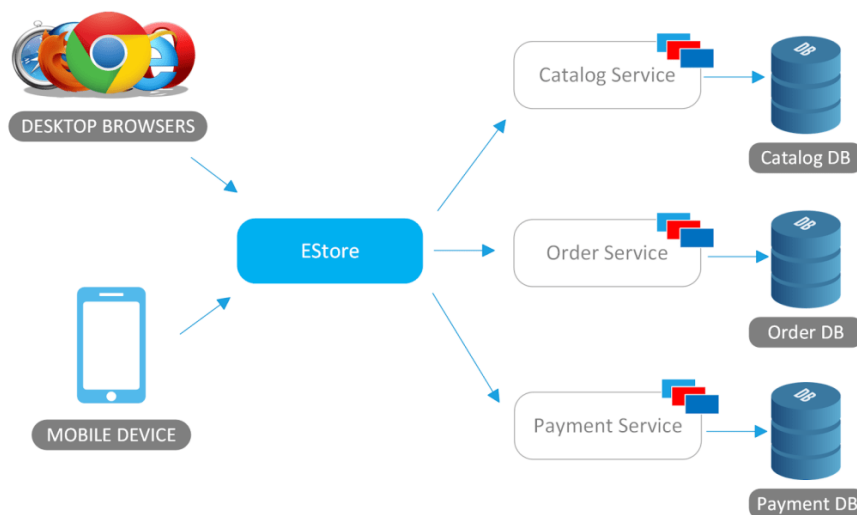 DESKTOP BROWSERS
MOBILE DEVICE
EStore
Catalog Service
DB
Catalog DB
Order Service
DB
Order DB
Payment Service
DB
Payment DB